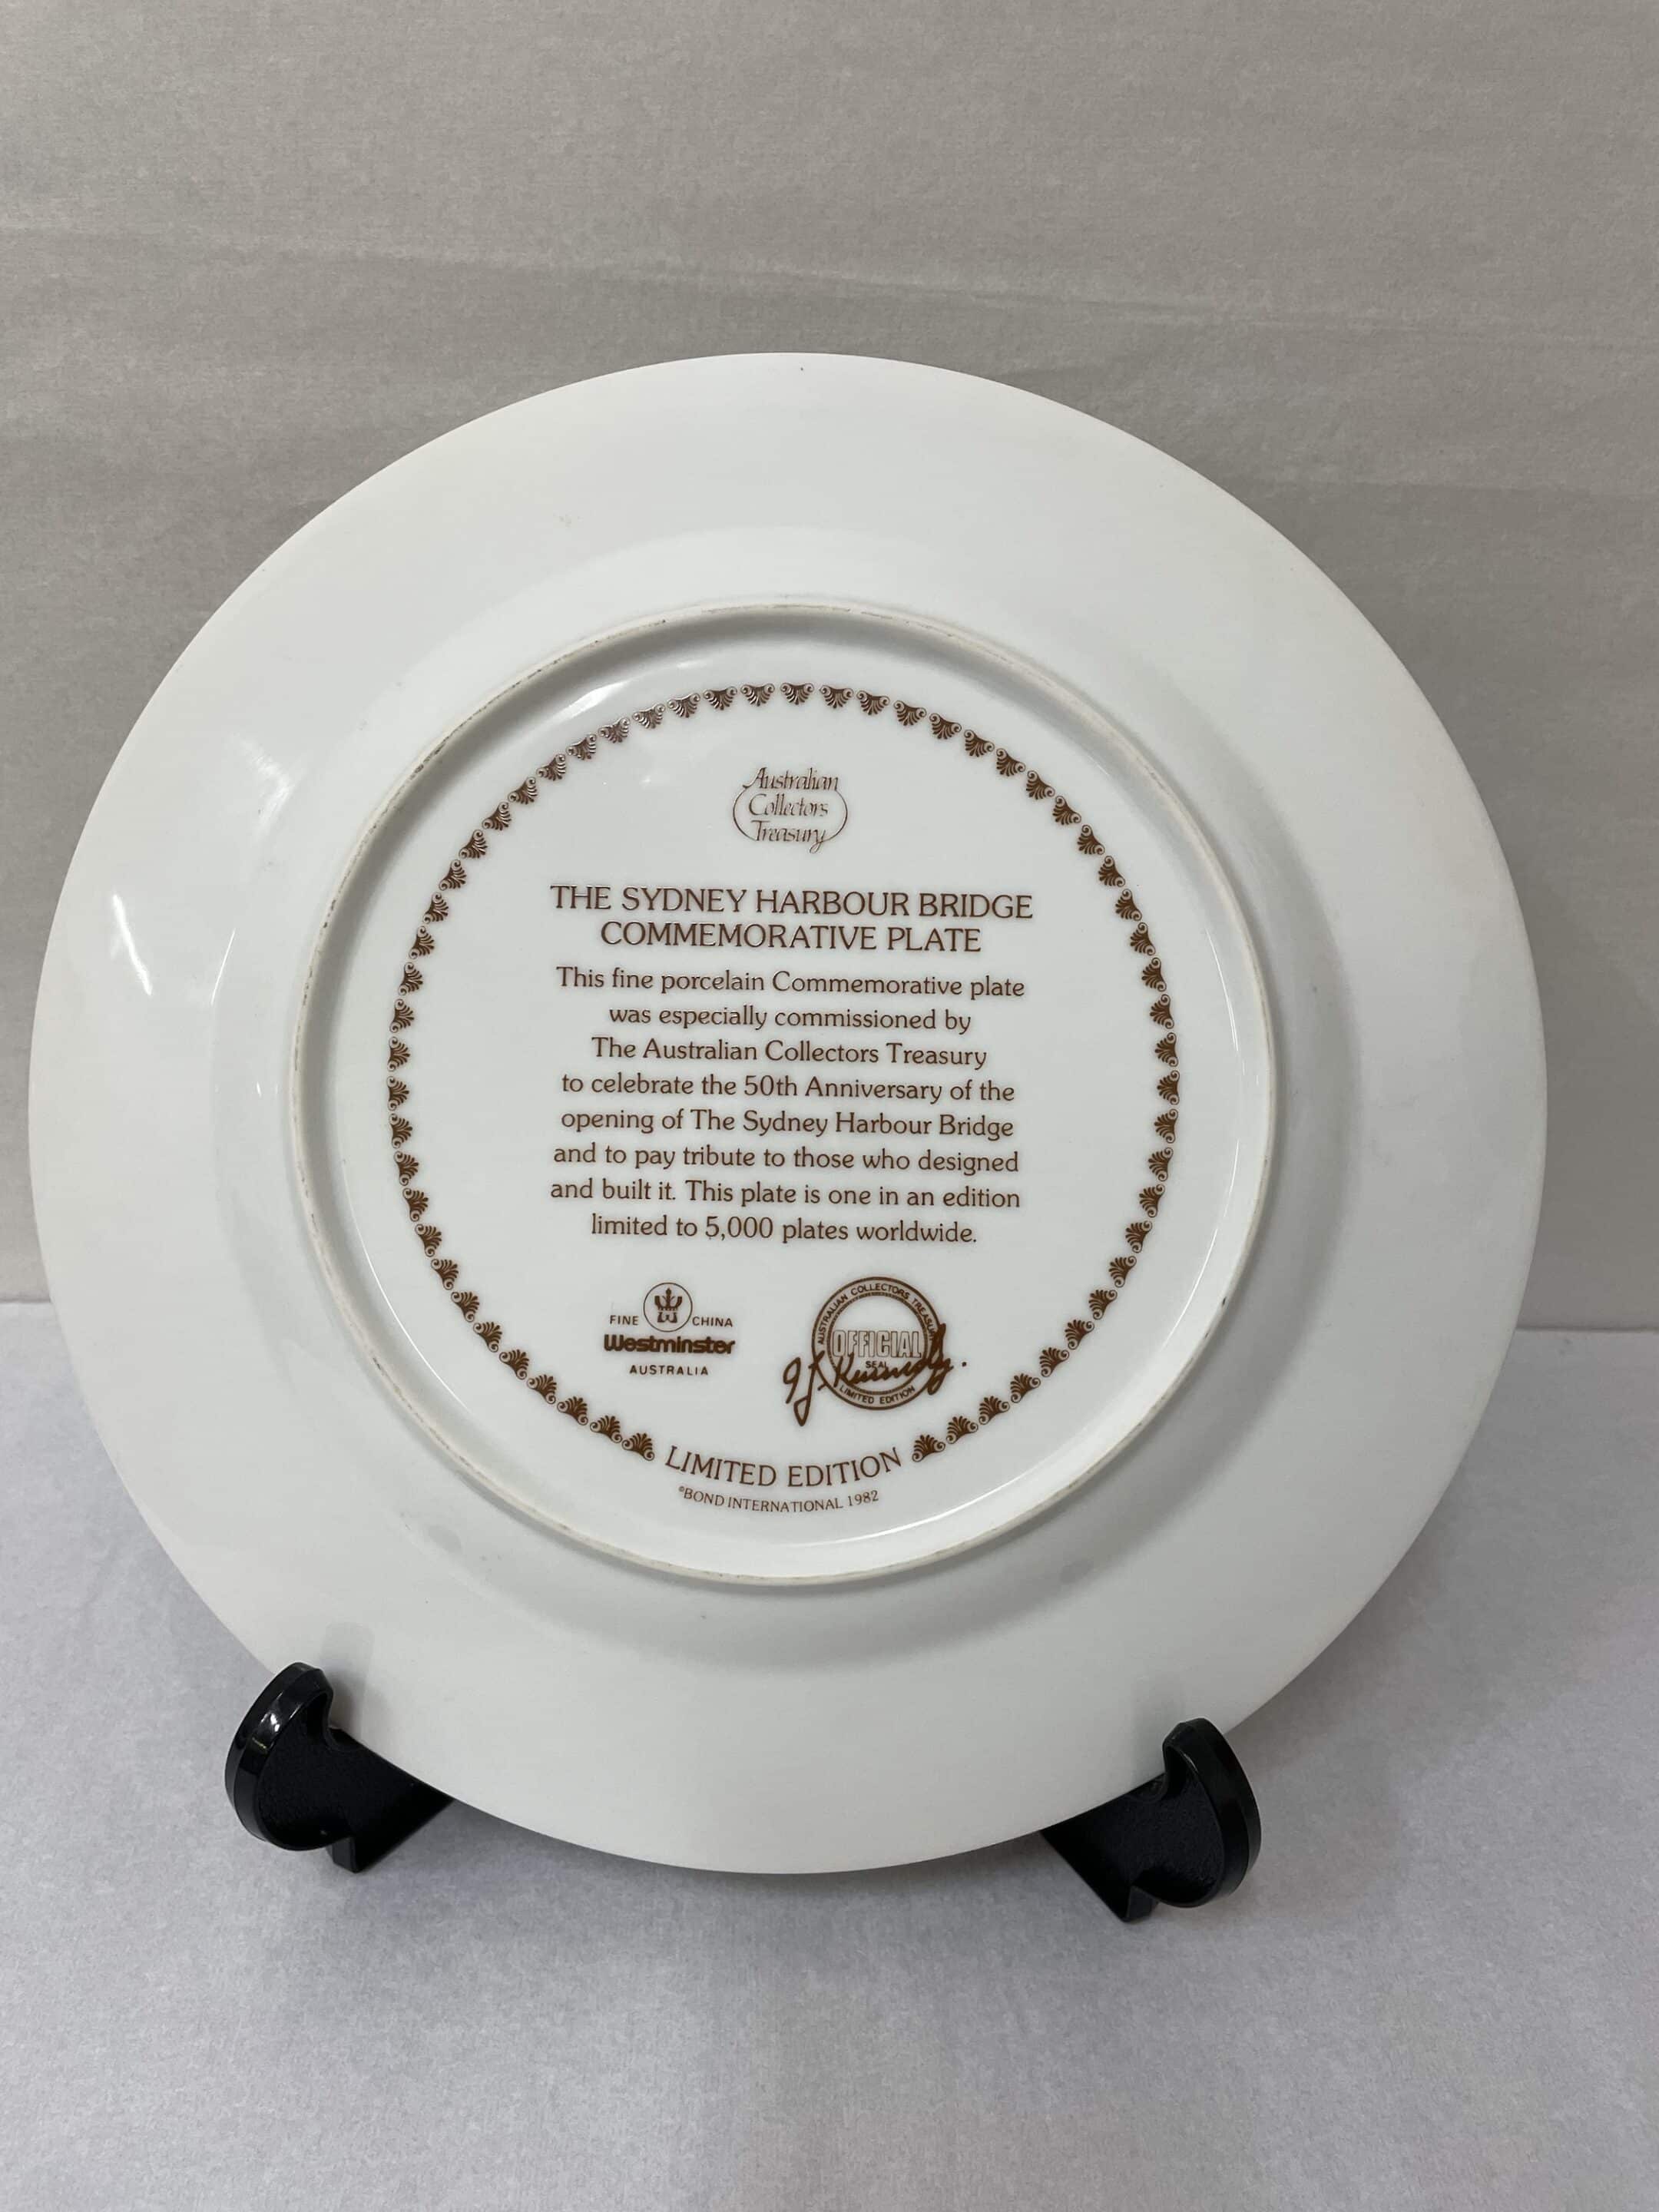 Australian
Collectors
Treasury
THE SYDNEY HARBOUR BRIDGE
COMMEMORATIVE PLATE
This fine porcelain Commemorative plate
was especially commissioned by
The Australian Collectors Treasury
to celebrate the 50th Anniversary of the
opening of The Sydney Harbour Bridge
and to pay tribute to those who designed
and built it. This plate is one in an edition
limited to 5,000 plates worldwide.
FINE CHINA
Westminster
AUSTRALIA
AUSTRALIAN COLLECTORS TREASURY
OFFICIAL
SEAL
LIMITED EDITION
LIMITED EDITION
©BOND INTERNATIONAL 1982